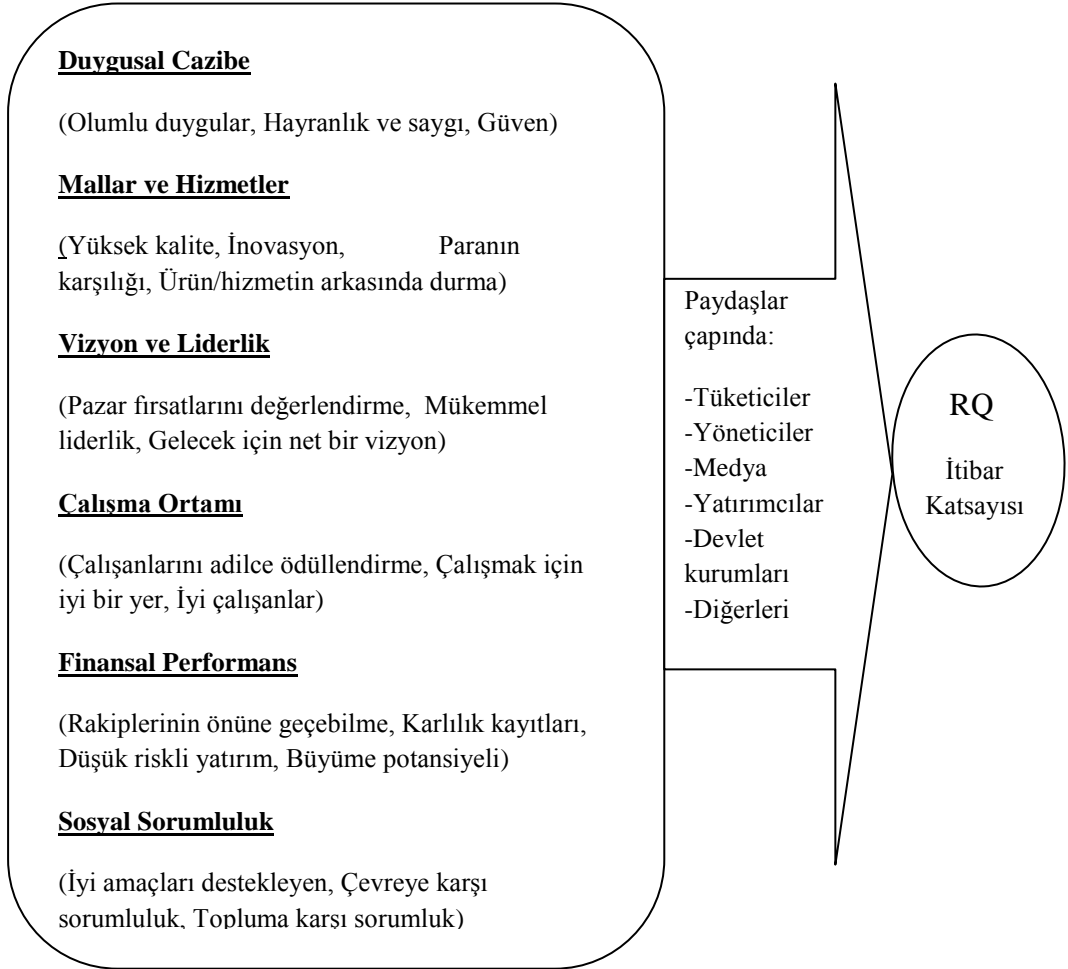 Duygusal Cazibe
(Olumlu duygular, Hayranlık ve saygı, Güven)
Mallar ve Hizmetler
(Yüksek kalite, İnovasyon, Paranın
karşılığı, Ürün/hizmetin arkasında durma)
Vizyon ve Liderlik
(Pazar fırsatlarını değerlendirme, Mükemmel
liderlik, Gelecek için net bir vizyon)
Çalışma Ortamı
(Çalışanlarını adilce ödüllendirme, Çalışmak için
iyi bir yer, İyi çalışanlar)
Finansal Performans
(Rakiplerinin önüne geçebilme, Karlılık kayıtları,
Düşük riskli yatırım, Büyüme potansiyeli)
Sosyal Sorumluluk
(İyi amaçları destekleyen, Çevreye karşı
sorumluluk, Topluma karşı sorumluk)
Paydaşlar
çapında:
-Tüketiciler
-Yöneticiler
-Medya
-Yatırımcılar
-Devlet
kurumları
-Diğerleri
RQ
İtibar
Katsayısı